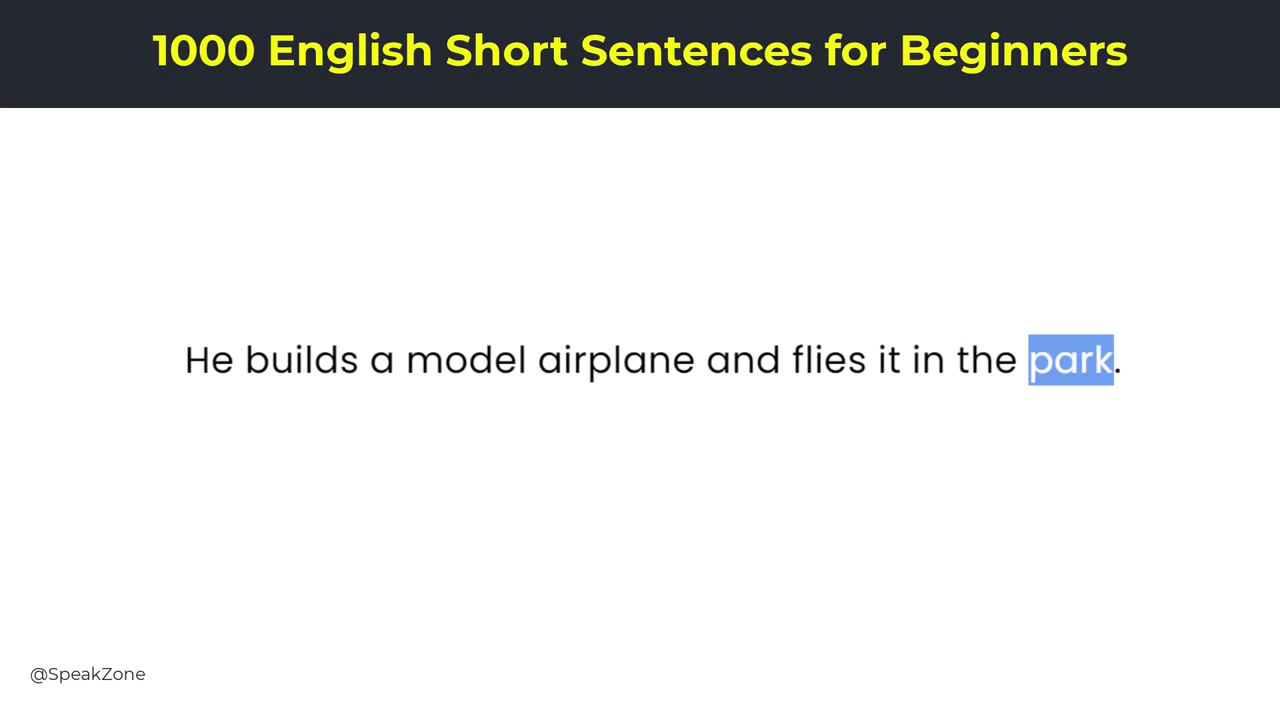 1000 English Short Sentences for Beginners
He builds a model airplane and flies it in the park.
@SpeakZone